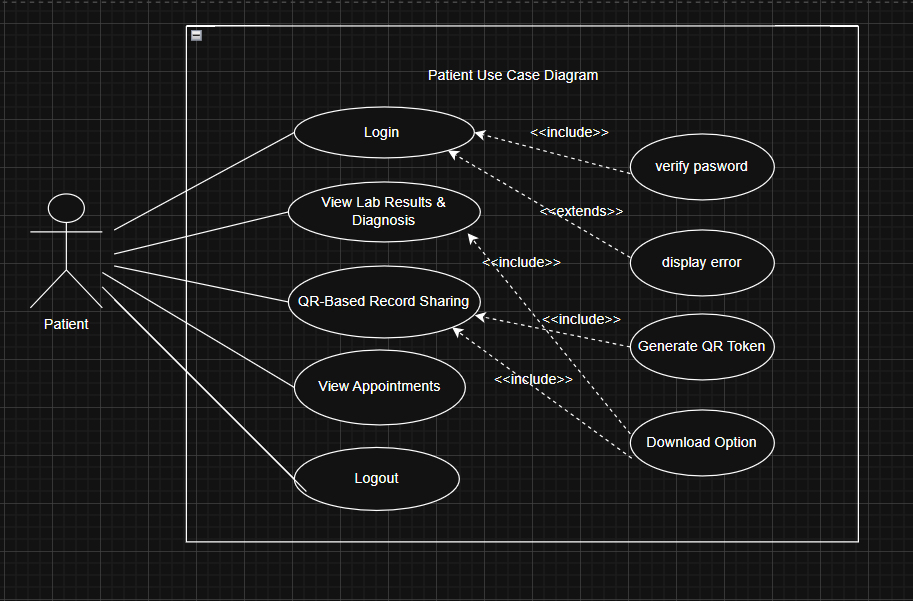 Patient Use Case Diagram
Login
<<include>>
verify pasword
View Lab Results &
Diagnosis
<<extends>>
display error
<<include>>
QR-Based Record Sharing
<<include>>
Generate QR Token
Patient
View Appointments
<<include>>
Download Option
Logout